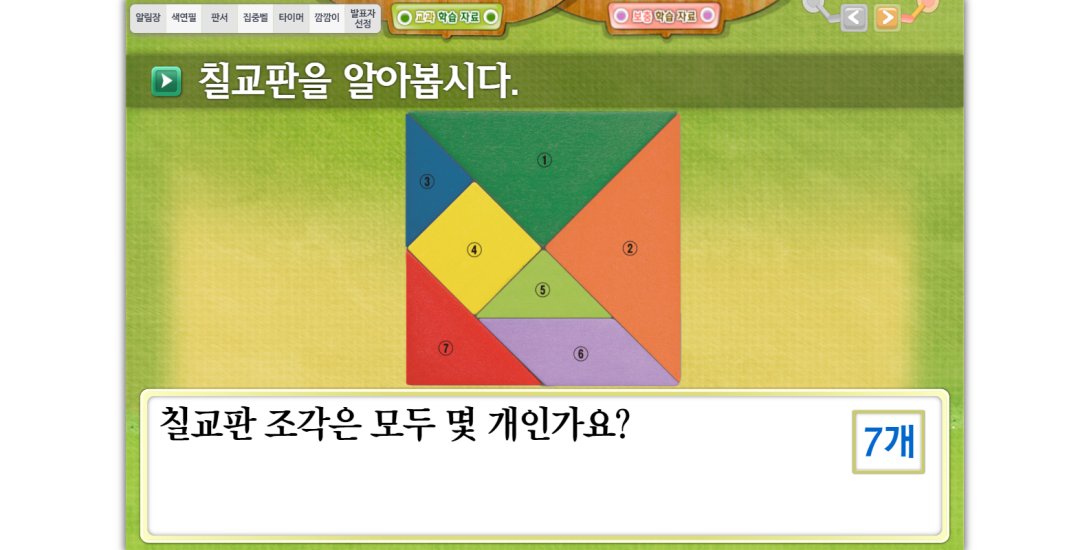 알림장 색연필 판서 집중벨 타이머 깜깜이 발표자 선정
교과 학습 자료
보충 학습 자료
칠교판을 알아봅시다.
①
②
③
④
⑤
⑥
⑦
칠교판 조각은 모두 몇 개인가요?
7개